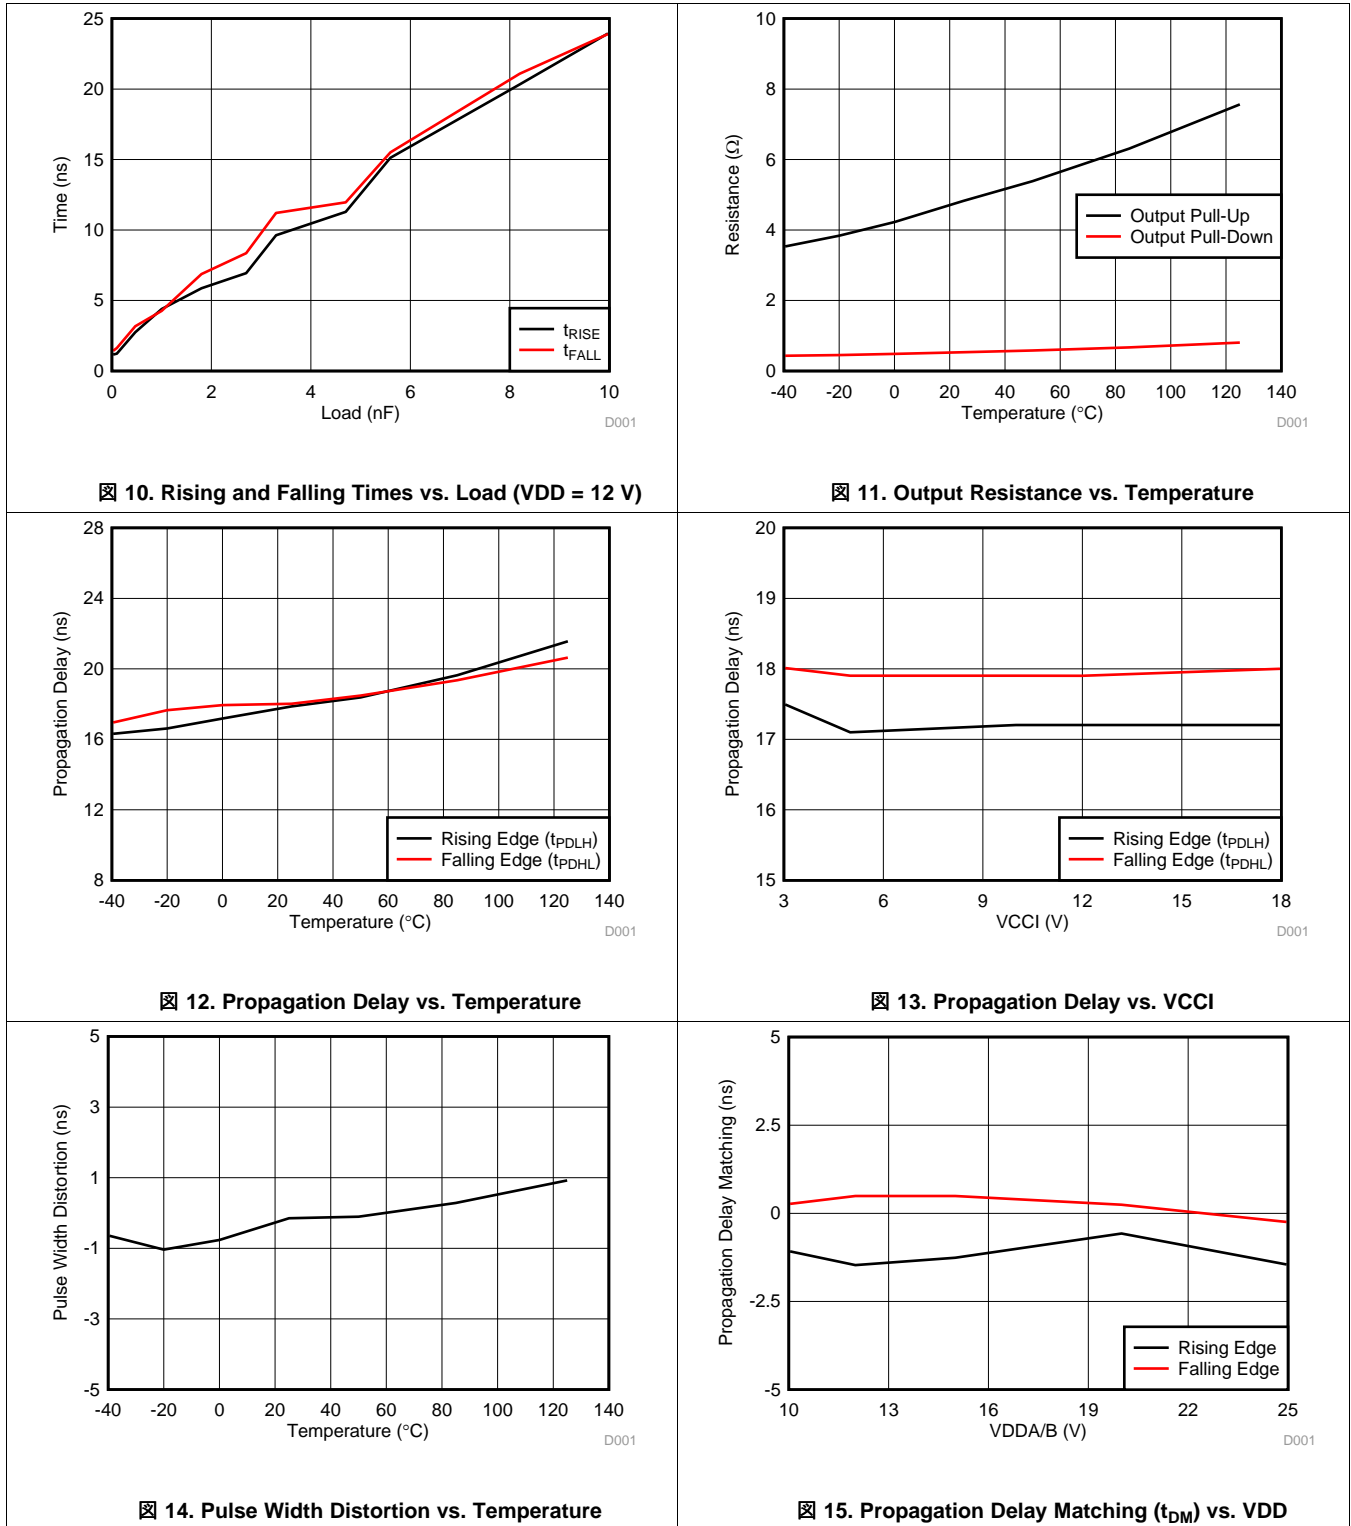 25
20
15
10
5
0
Time (ns)
0 2 4 6 8 10
Load (nF)
tRISE
tFALL
D001
図 10. Rising and Falling Times vs. Load (VDD = 12 V)
10
8
6
4
2
0
Resistance (Ω)
-40 -20 0 20 40 60 80 100 120 140
Temperature (°C)
Output Pull-Up
Output Pull-Down
D001
図 11. Output Resistance vs. Temperature
28
24
20
16
12
8
Propagation Delay (ns)
-40 -20 0 20 40 60 80 100 120 140
Temperature (°C)
Rising Edge (tPDLH)
Falling Edge (tPDHL)
D001
図 12. Propagation Delay vs. Temperature
20
19
18
17
16
15
Propagation Delay (ns)
3 6 9 12 15 18
VCCI (V)
Rising Edge (tPDLH)
Falling Edge (tPDHL)
D001
図 13. Propagation Delay vs. VCCI
5
3
1
-1
-3
-5
Pulse Width Distortion (ns)
-40 -20 0 20 40 60 80 100 120 140
Temperature (°C)
D001
図 14. Pulse Width Distortion vs. Temperature
5
2.5
0
-2.5
-5
Propagation Delay Matching (ns)
10 13 16 19 22 25
VDDA/B (V)
Rising Edge
Falling Edge
D001
図 15. Propagation Delay Matching (tDM) vs. VDD